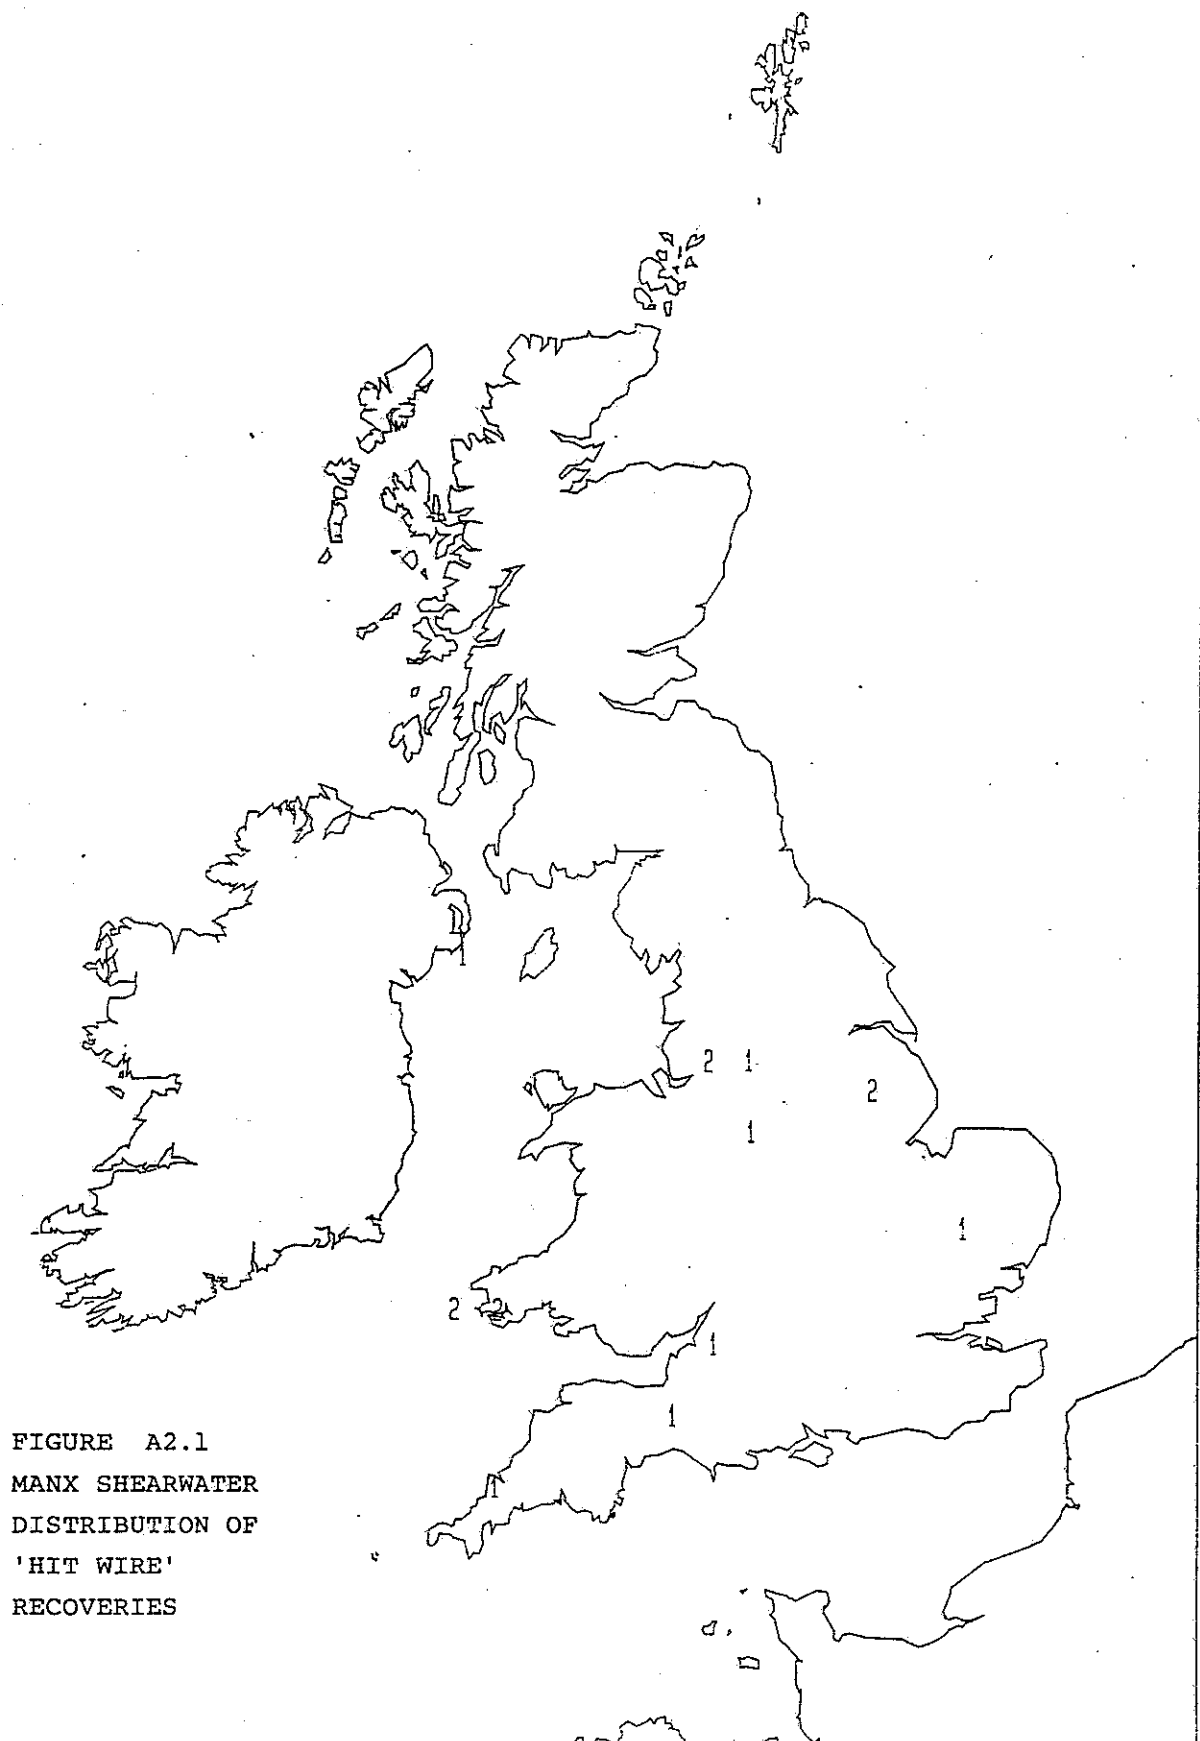 1
2 1
2
1
1
2 2
1
1
1
FIGURE A2.1
MANX SHEARWATER
DISTRIBUTION OF
'HIT WIRE'
RECOVERIES